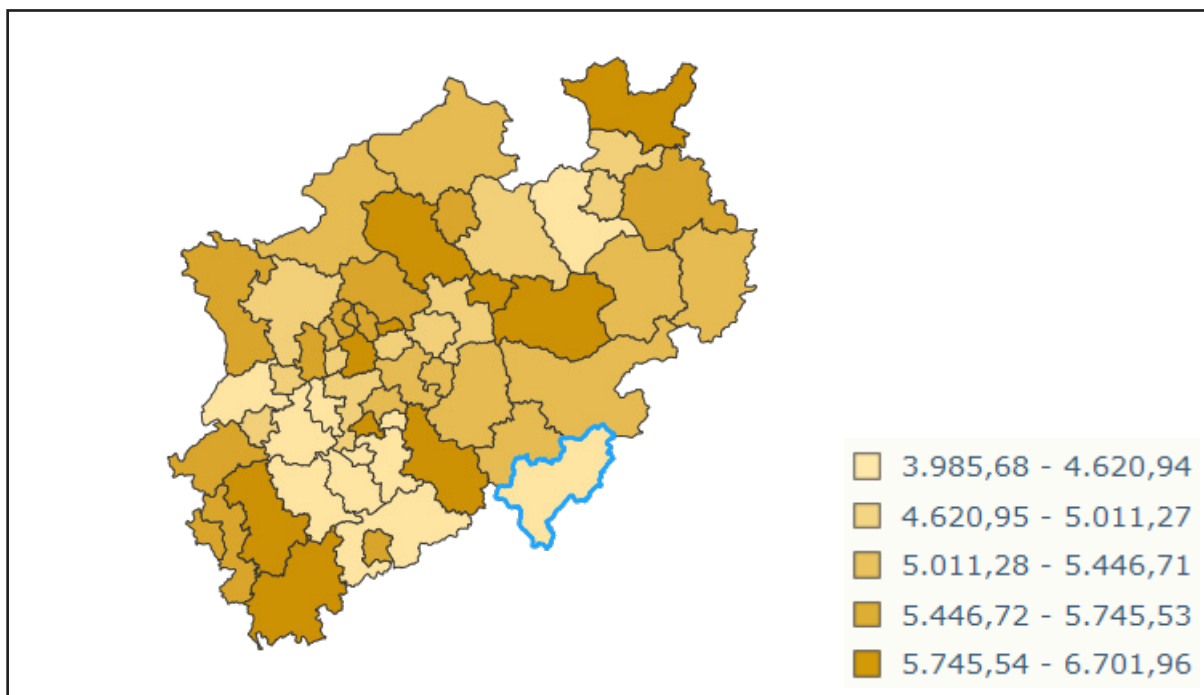 3.985,68 - 4.620,94
4.620,95 - 5.011,27
5.011,28 - 5.446,71
5.446,72 - 5.745,53
5.745,54 - 6.701,96